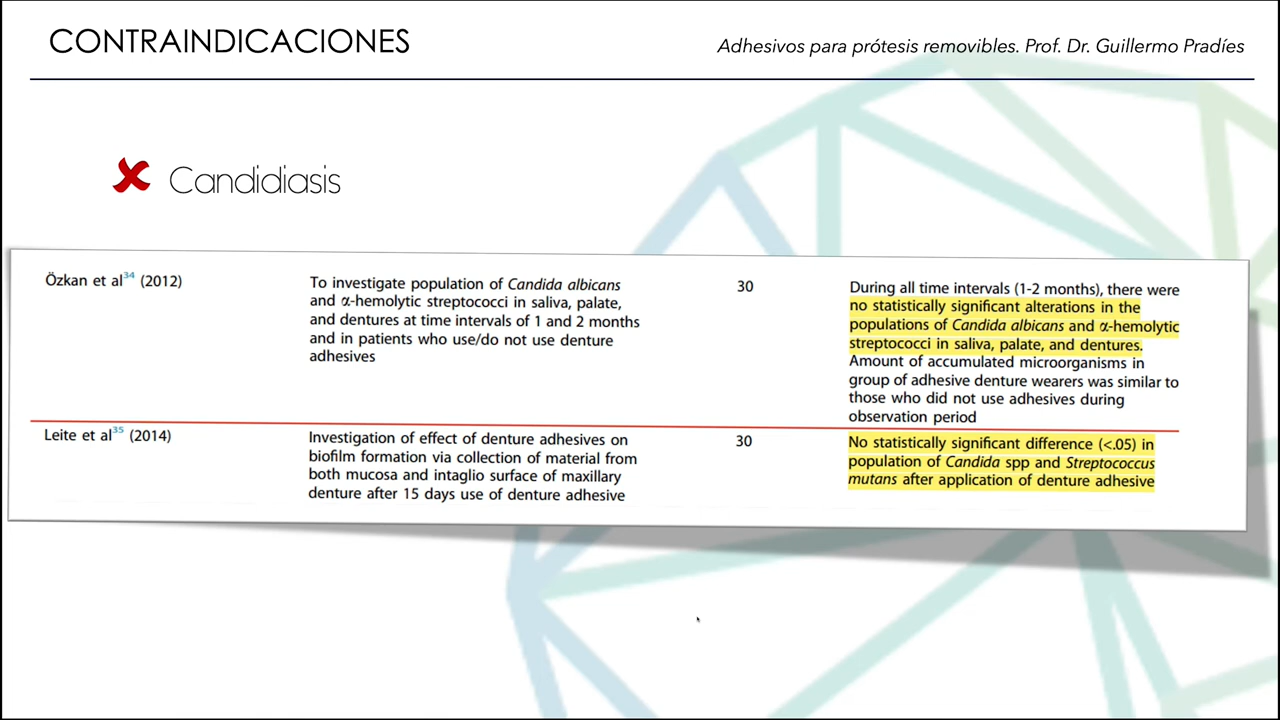 CONTRAINDICACIONES
Adhesivos para prótesis removibles. Prof. Dr. Guillermo Pradíes
Candidiasis
Özkan et al34 (2012)
To investigate population of Candida albicans
and α-hemolytic streptococci in saliva, palate,
and dentures at time intervals of 1 and 2 months
and in patients who use/do not use denture
adhesives
30
During all time intervals (1-2 months), there were
no statistically significant alterations in the
populations of Candida albicans and α-hemolytic
streptococci in saliva, palate, and dentures.
Amount of accumulated microorganisms in
group of adhesive denture wearers was similar to
those who did not use adhesives during
observation period
Leite et al35 (2014)
Investigation of effect of denture adhesives on
biofilm formation via collection of material from
both mucosa and intaglio surface of maxillary
denture after 15 days use of denture adhesive
30
No statistically significant difference (<.05) in
population of Candida spp and Streptococcus
mutans after application of denture adhesive